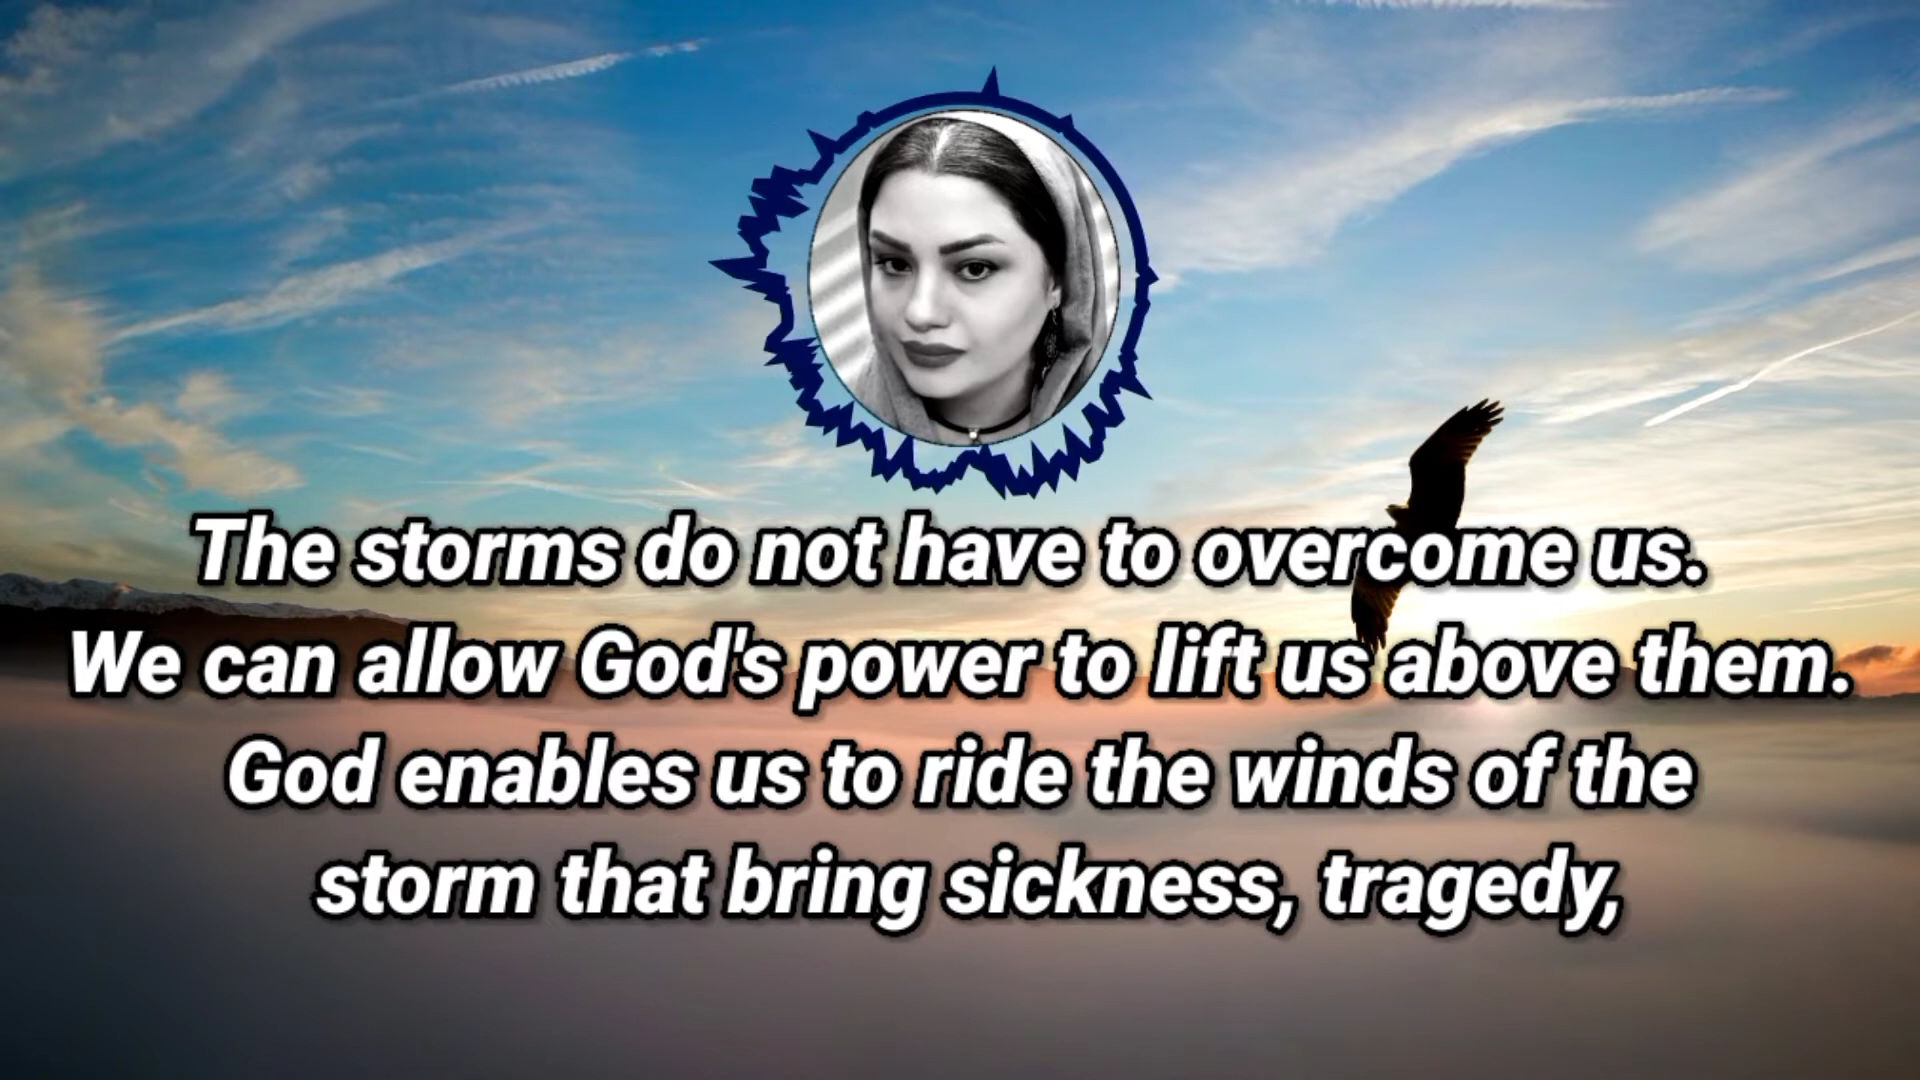 The storms do not have to overcome us.
We can allow God's power to lift us above them.
God enables us to ride the winds of the
storm that bring sickness, tragedy,